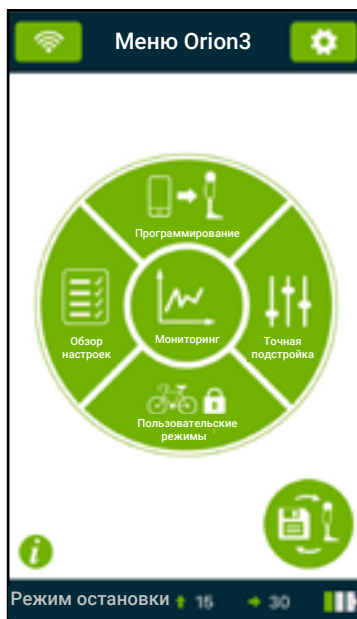 Меню Orion3
Программирование
Обзор
настроек
Мониторинг
Точная
подстройка
Пользовательские
режимы
i
Режим остановки 15 30